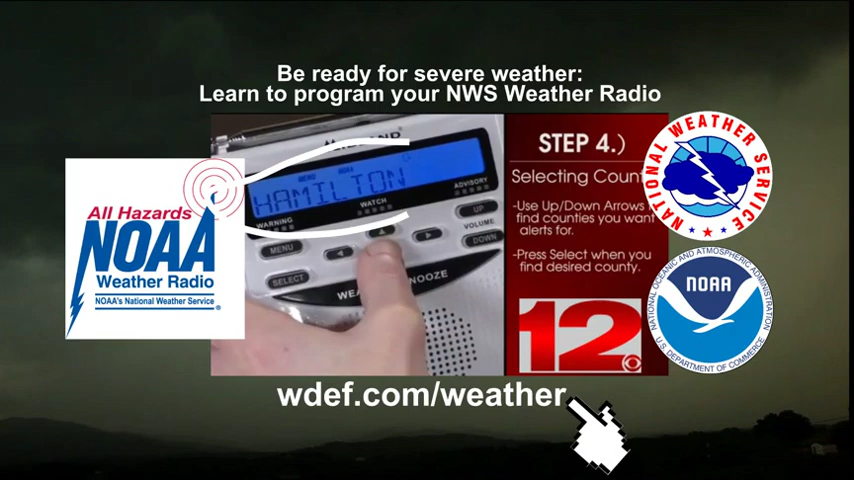 Be ready for severe weather:
Learn to program your NWS Weather Radio
All Hazards
NOAA
Weather Radio
NOAA's National Weather Service
MENU
NOAA
HAMILTON
WARNING
WATCH
ADVISORY
MENU
SELECT
UP
VOLUME
DOWN
STEP 4.)
Selecting Coun
-Use Up/Down Arrows
find counties you want
alerts for.
-Press Select when you
find desired county.
12
NATIONAL WEATHER SERVICE
NATIONAL OCEANIC AND ATMOSPHERIC ADMINISTRATION
NOAA
U.S. DEPARTMENT OF COMMERCE
wdef.com/weather